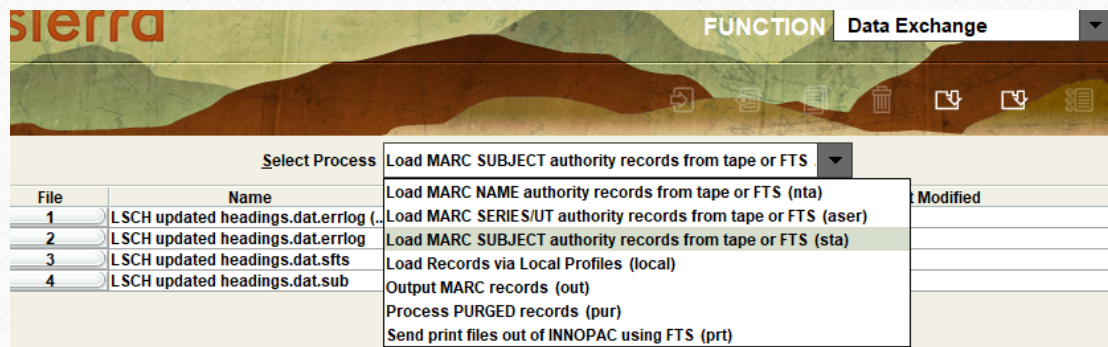 sierra
FUNCTION Data Exchange
Select Process Load MARC SUBJECT authority records from tape or FTS
File Name t Modified
Load MARC NAME authority records from tape or FTS (nta)
1 LSCH updated headings.dat.errlog (..
Load MARC SERIES/UT authority records from tape or FTS (aser)
2 LSCH updated headings.dat.errlog
Load MARC SUBJECT authority records from tape or FTS (sta)
3 LSCH updated headings.dat.sfts
Load Records via Local Profiles (local)
4 LSCH updated headings.dat.sub
Output MARC records (out)
Process PURGED records (pur)
Send print files out of INNOPAC using FTS (prt)